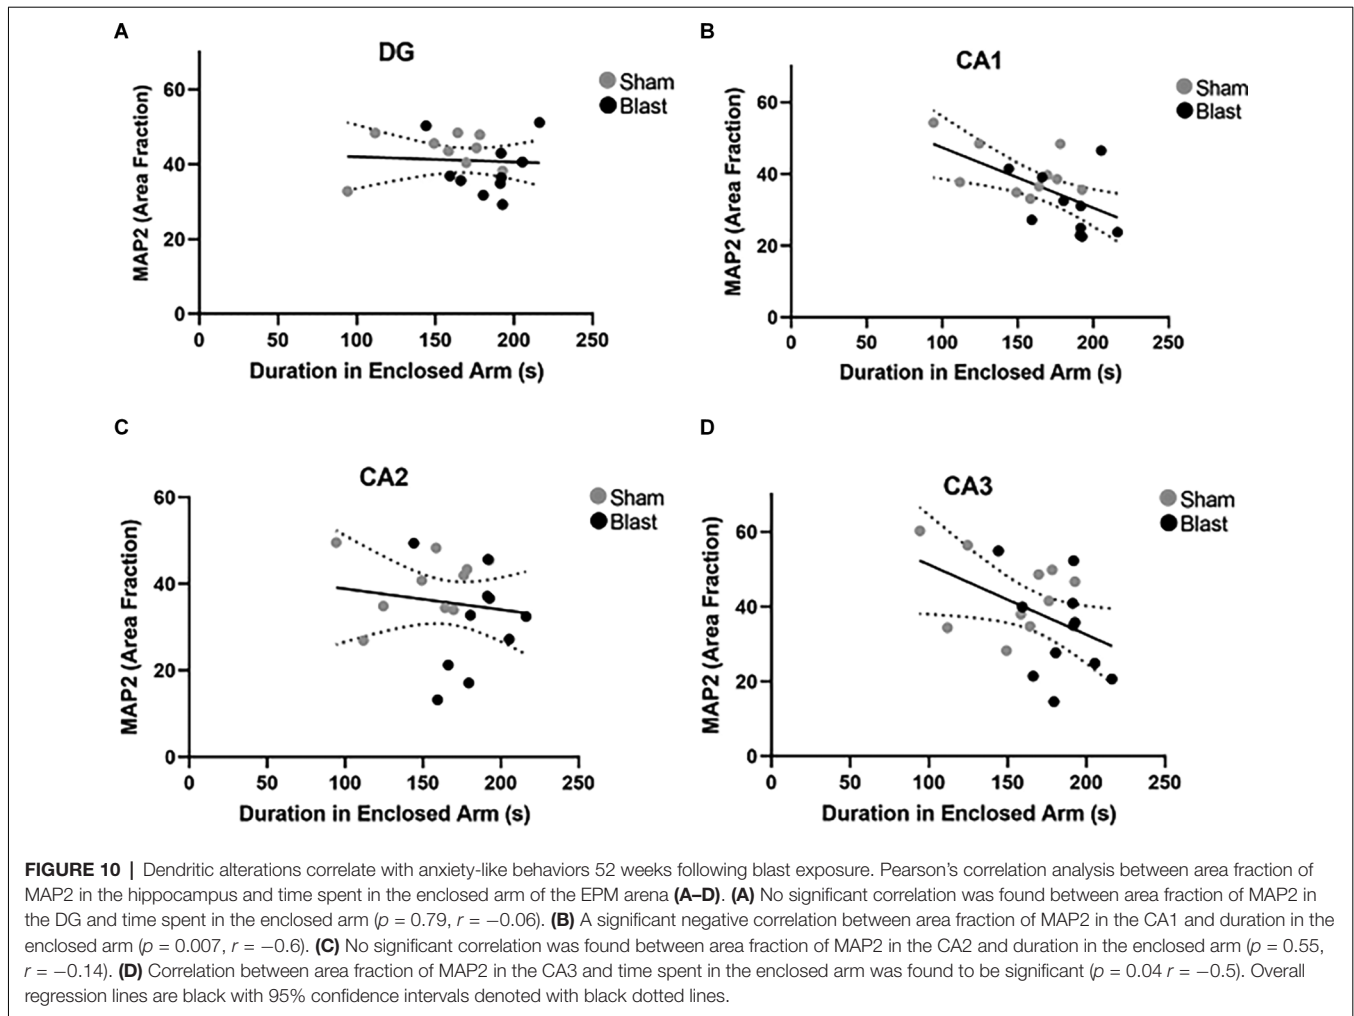 A
DG
Sham
Blast
MAP2 (Area Fraction)
60
40
20
0
0 50 100 150 200 250
Duration in Enclosed Arm (s)
B
CA1
Sham
Blast
MAP2 (Area Fraction)
60
40
20
0
0 50 100 150 200 250
Duration in Enclosed Arm (s)
C
CA2
Sham
Blast
MAP2 (Area Fraction)
60
40
20
0
0 50 100 150 200 250
Duration in Enclosed Arm (s)
D
CA3
Sham
Blast
MAP2 (Area Fraction)
60
40
20
0
0 50 100 150 200 250
Duration in Enclosed Arm (s)
FIGURE 10 | Dendritic alterations correlate with anxiety-like behaviors 52 weeks following blast exposure. Pearson's correlation analysis between area fraction of
MAP2 in the hippocampus and time spent in the enclosed arm of the EPM arena (A–D). (A) No significant correlation was found between area fraction of MAP2 in
the DG and time spent in the enclosed arm (p = 0.79, r = −0.06). (B) A significant negative correlation between area fraction of MAP2 in the CA1 and duration in the
enclosed arm (p = 0.007, r = −0.6). (C) No significant correlation was found between area fraction of MAP2 in the CA2 and duration in the enclosed arm (p = 0.55,
r = −0.14). (D) Correlation between area fraction of MAP2 in the CA3 and time spent in the enclosed arm was found to be significant (p = 0.04 r = −0.5). Overall
regression lines are black with 95% confidence intervals denoted with black dotted lines.